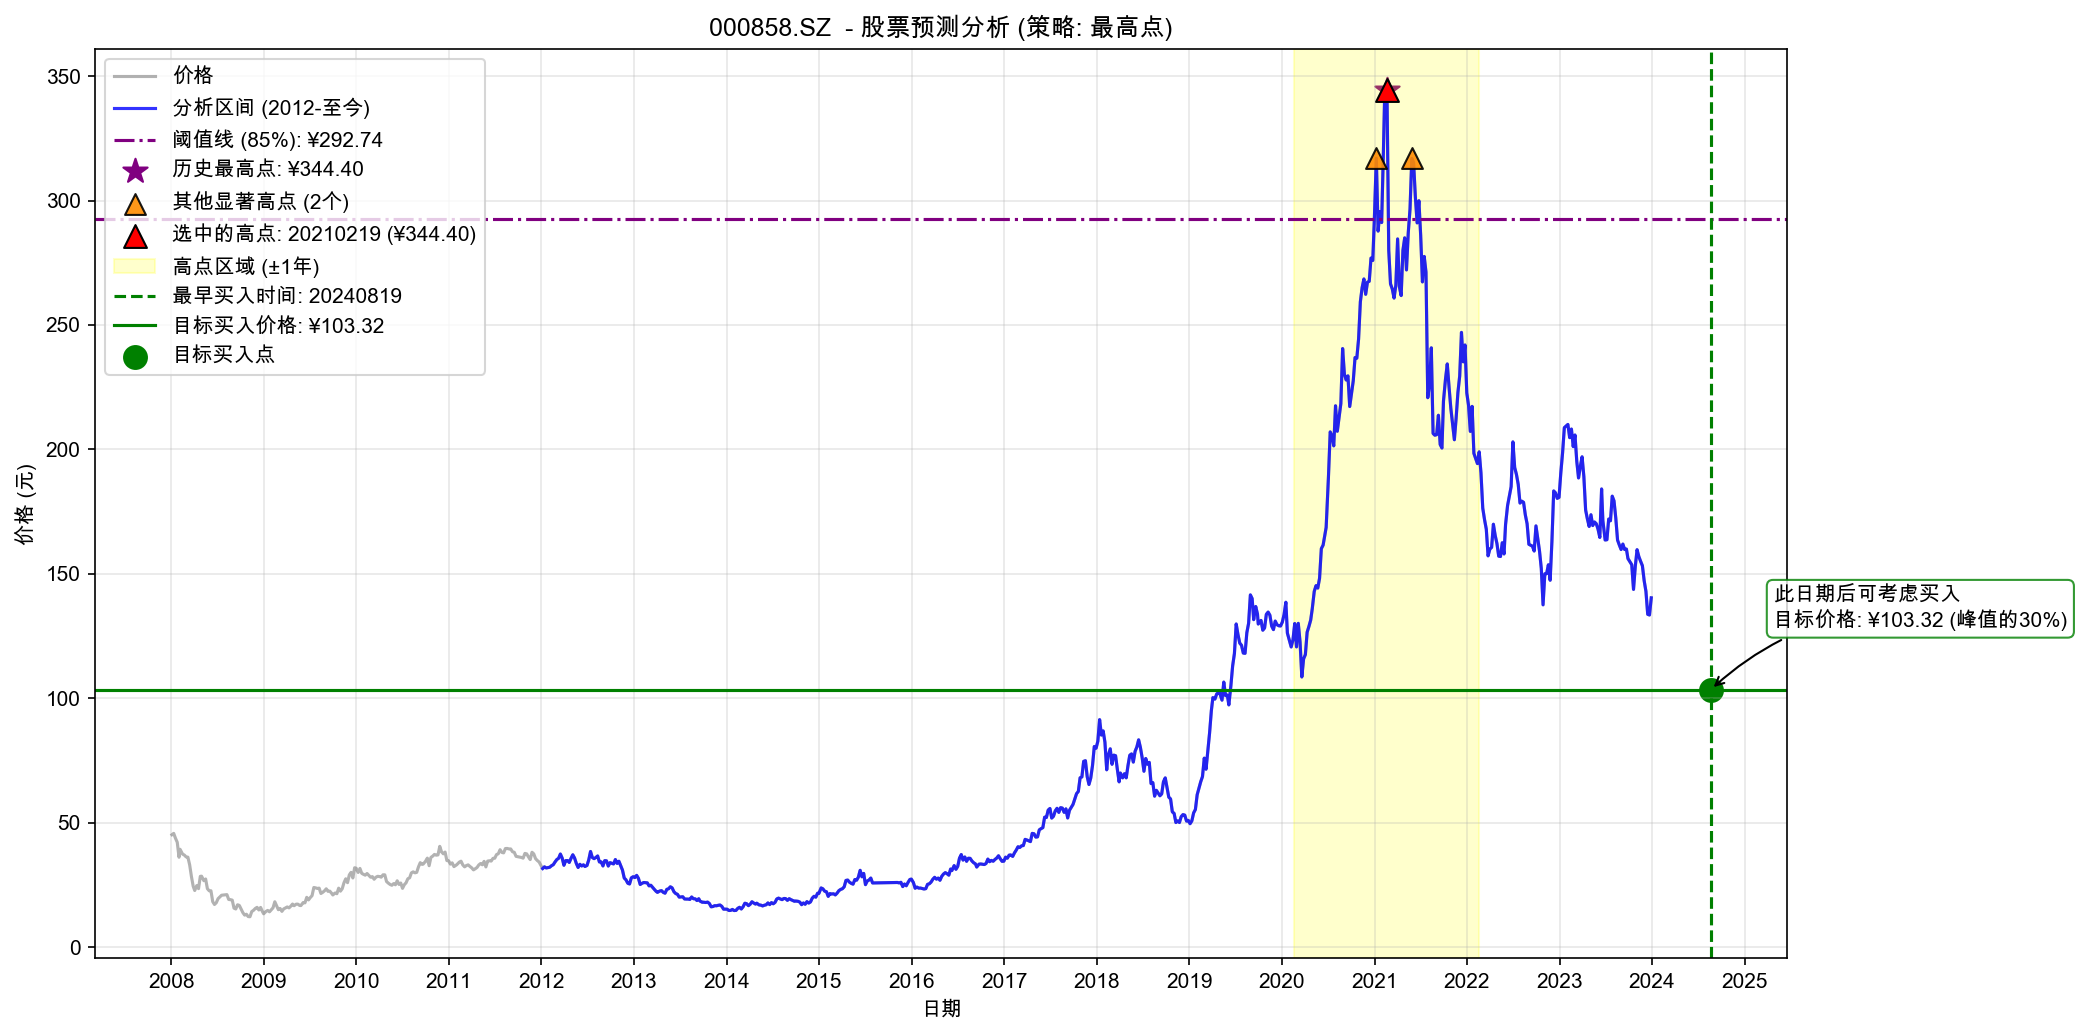 000858.SZ - 股票预测分析 (策略: 最高点)
价格
分析区间 (2012-至今)
阈值线 (85%): ¥292.74
历史最高点: ¥344.40
其他显著高点 (2个)
选中的高点: 20210219 (¥344.40)
高点区域 (±1年)
最早买入时间: 20240819
目标买入价格: ¥103.32
目标买入点
350
300
250
200
150
100
50
0
价格 (元)
此日期后可考虑买入
目标价格: ¥103.32 (峰值的30%)
2008 2009 2010 2011 2012 2013 2014 2015 2016 2017 2018 2019 2020 2021 2022 2023 2024 2025
日期